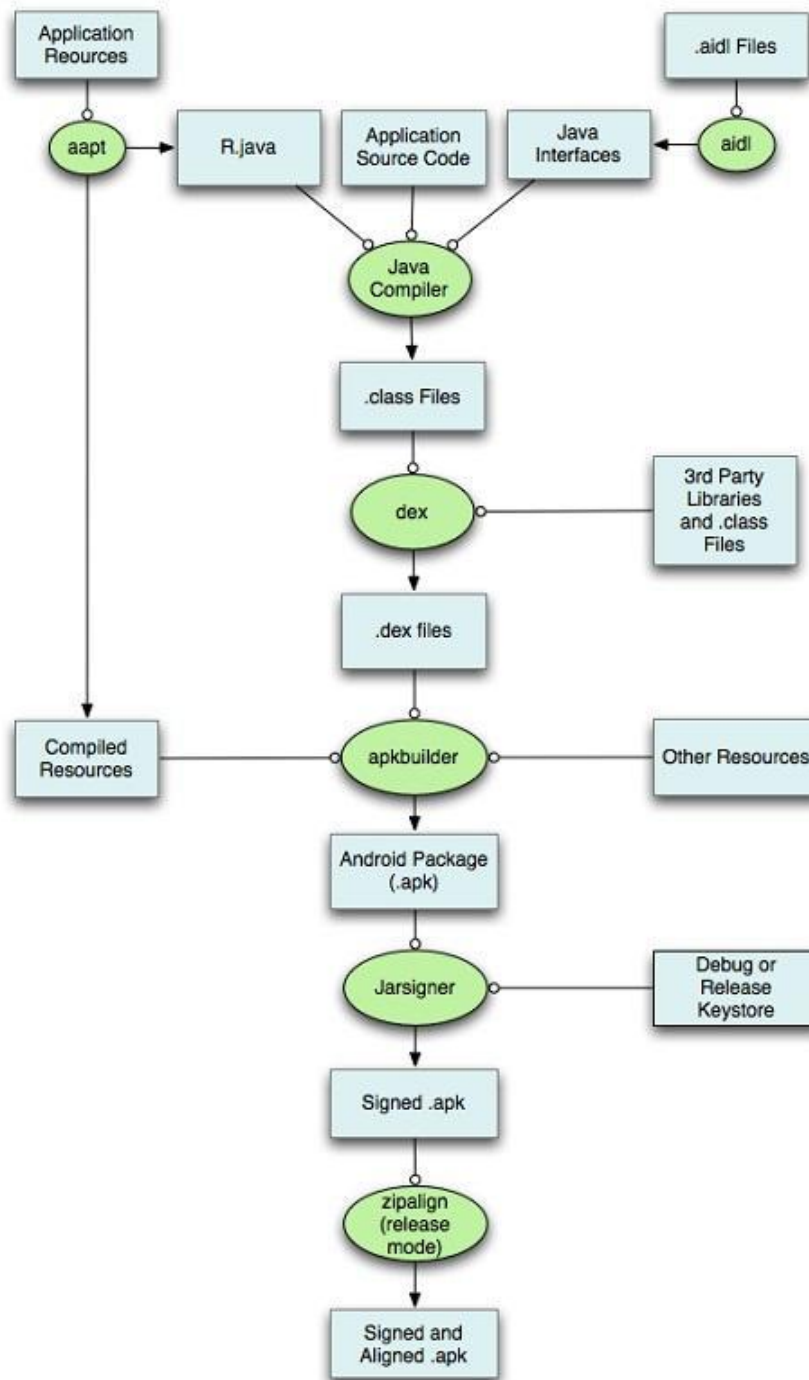 Application
Reources
.aidl Files
aapt
R.java
Application
Source Code
Java
Interfaces
aidl
Java
Compiler
.class Files
dex
3rd Party
Libraries
and .class
Files
.dex files
Compiled
Resources
apkbuilder
Other Resources
Android Package
(.apk)
Jarsigner
Debug or
Release
Keystore
Signed .apk
zipalign
(release
mode)
Signed and
Aligned .apk